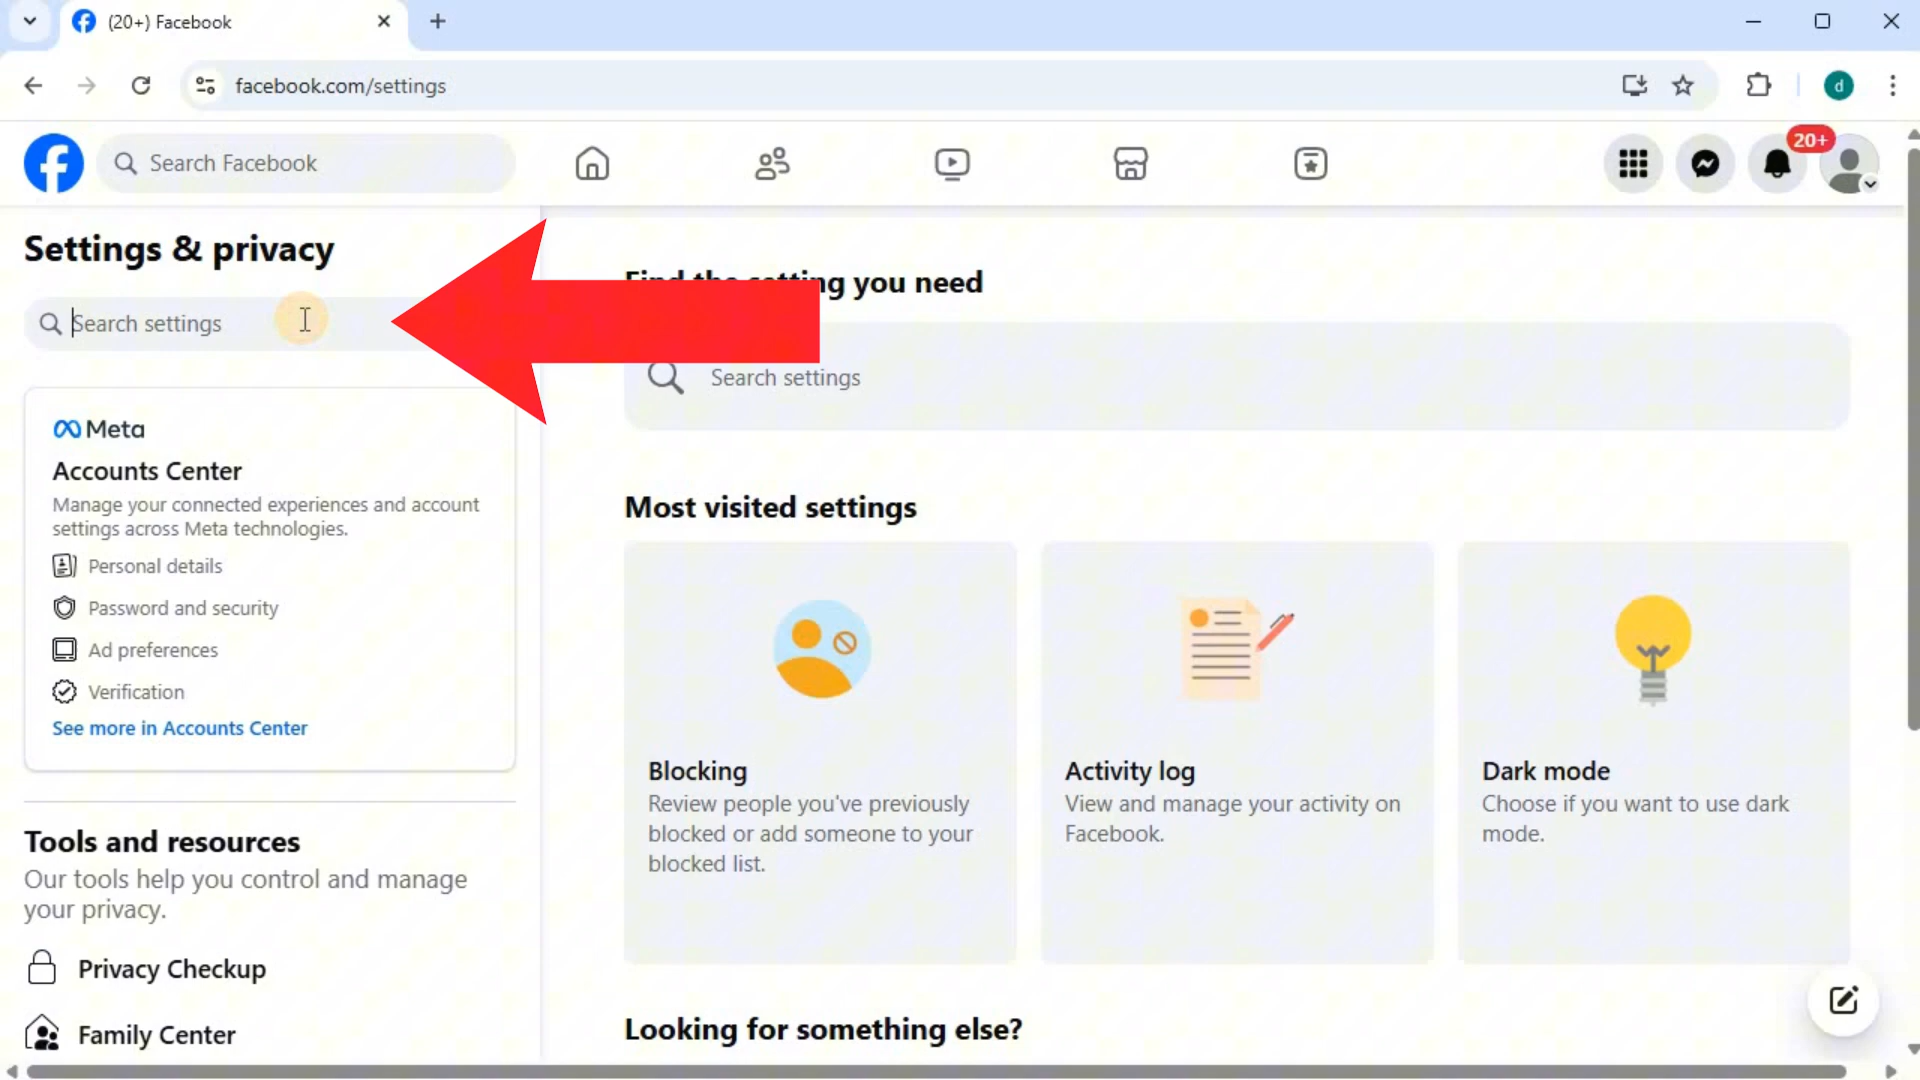 (20+) Facebook
facebook.com/settings
d
Search Facebook
20+
Settings & privacy
Search settings
Meta
Accounts Center
Manage your connected experiences and account
settings across Meta technologies.
Personal details
Password and security
Ad preferences
Verification
See more in Accounts Center
Tools and resources
Our tools help you control and manage
your privacy.
Privacy Checkup
Family Center
Find the setting you need
Search settings
Most visited settings
Blocking
Review people you've previously
blocked or add someone to your
blocked list.
Activity log
View and manage your activity on
Facebook.
Dark mode
Choose if you want to use dark
mode.
Looking for something else?